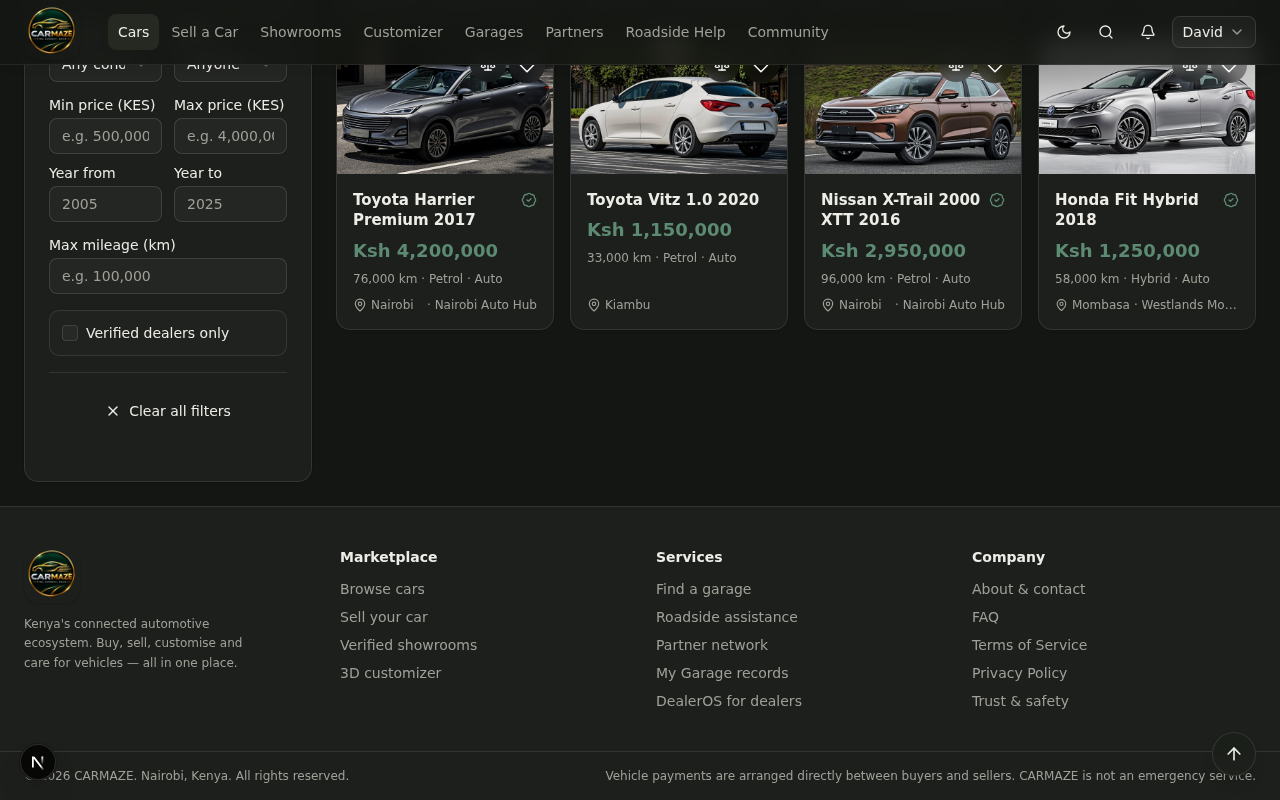 CARMAZE
Cars
Sell a Car
Showrooms
Customizer
Garages
Partners
Roadside Help
Community
David
Min price (KES)
Max price (KES)
e.g. 500,000
Year from
Year to
2005
2025
Max mileage (km)
e.g. 100,000
Verified dealers only
Clear all filters
Toyota Harrier
Premium 2017
Ksh 4,200,000
76,000 km · Petrol · Auto
Nairobi · Nairobi Auto Hub
Toyota Vitz 1.0 2020
Ksh 1,150,000
33,000 km · Petrol · Auto
Kiambu
Nissan X-Trail 2000
XTT 2016
Ksh 2,950,000
96,000 km · Petrol · Auto
Nairobi · Nairobi Auto Hub
Honda Fit Hybrid
2018
Ksh 1,250,000
58,000 km · Hybrid · Auto
Mombasa · Westlands Mo...
CARMAZE
Kenya's connected automotive
ecosystem. Buy, sell, customise and
care for vehicles — all in one place.
Marketplace
Browse cars
Sell your car
Verified showrooms
3D customizer
Services
Find a garage
Roadside assistance
Partner network
My Garage records
DealerOS for dealers
Company
About & contact
FAQ
Terms of Service
Privacy Policy
Trust & safety
N
CARMAZE. Nairobi, Kenya. All rights reserved.
Vehicle payments are arranged directly between buyers and sellers. CARMAZE is not an emergency service.